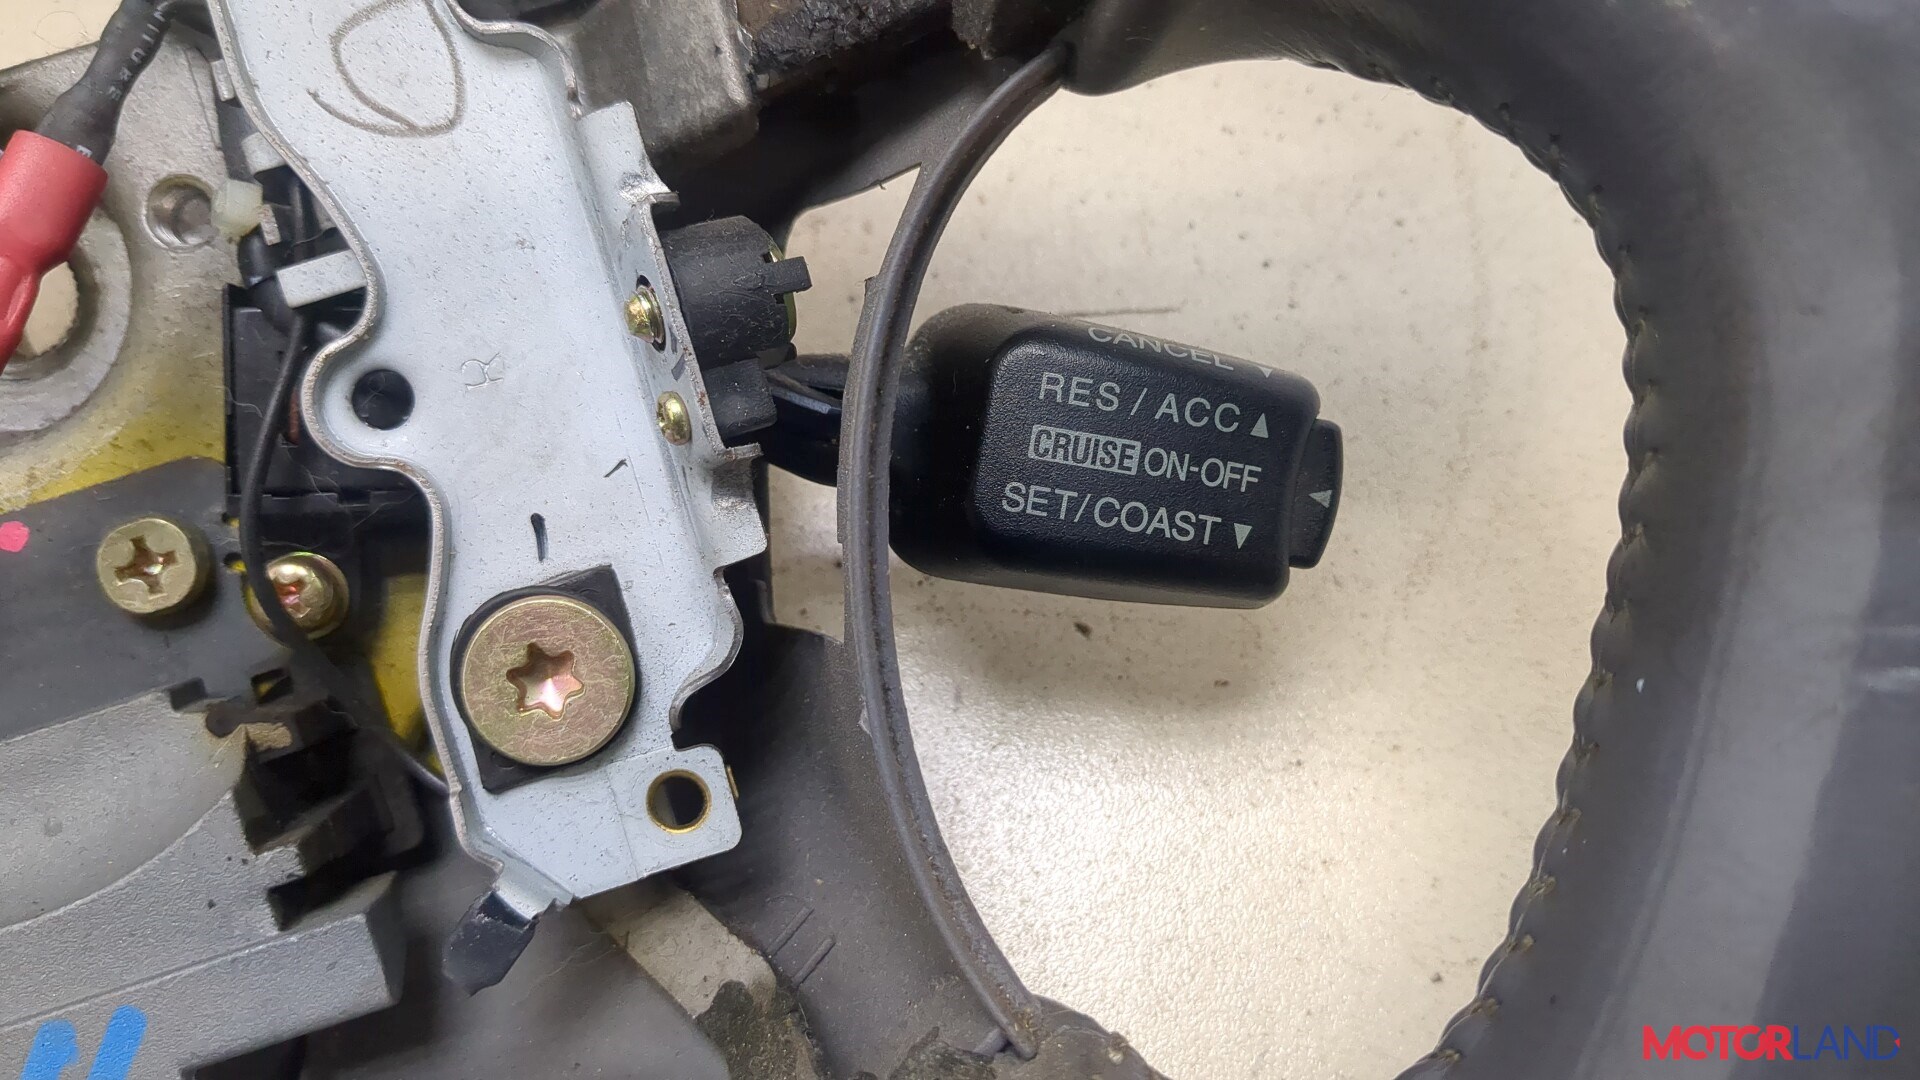 CANCEL ▼
RES / ACC ▲
CRUISE ON-OFF
SET/COAST ▼
R
MOTORLAND